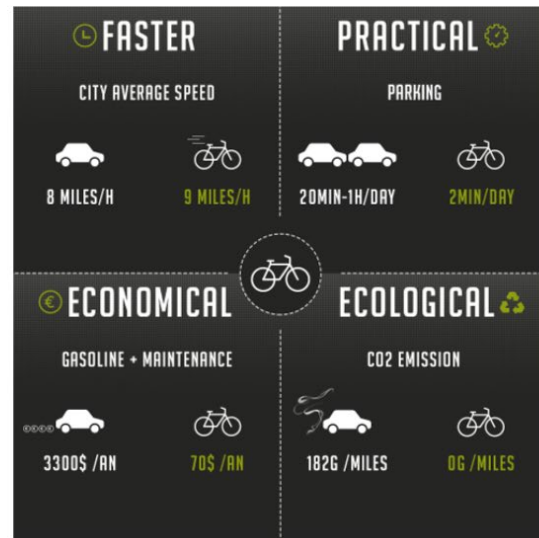 FASTER
CITY AVERAGE SPEED
8 MILES/H
9 MILES/H
PRACTICAL
PARKING
20MIN-1H/DAY
2MIN/DAY
€ ECONOMICAL
GASOLINE + MAINTENANCE
€€€€
3300$ /AN
70$ /AN
ECOLOGICAL
CO2 EMISSION
182G /MILES
0G /MILES